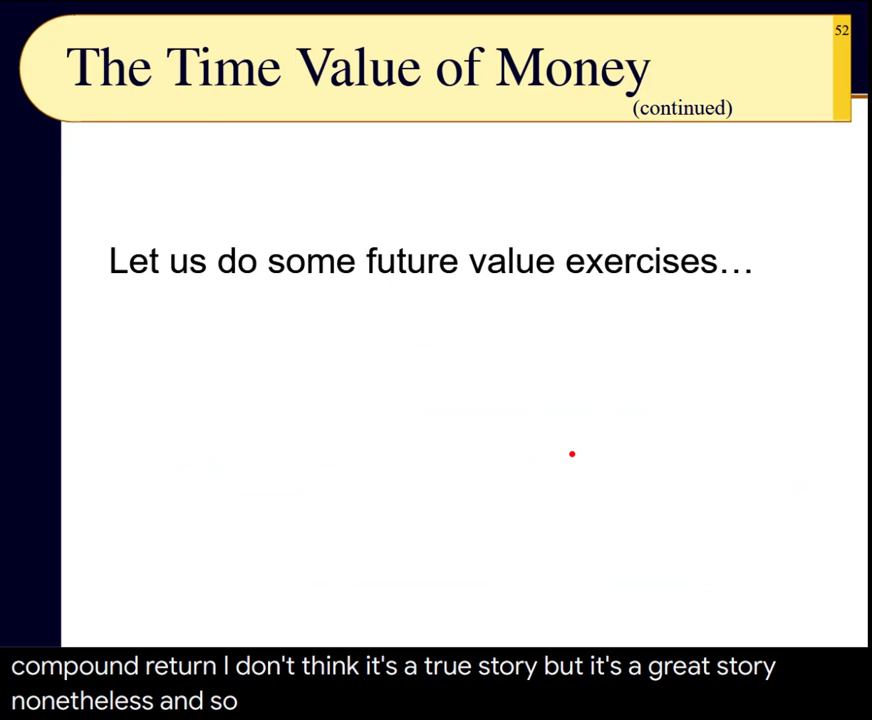 52
The Time Value of Money
(continued)
Let us do some future value exercises…
compound return I don't think it's a true story but it's a great story
nonetheless and so